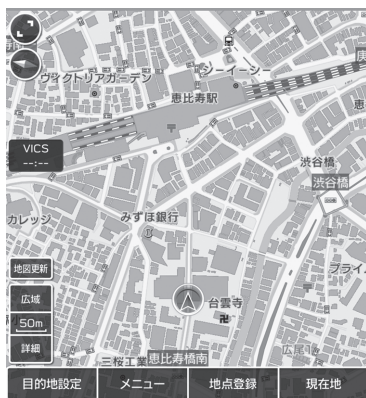 ヴィクトリアガーデン
ジーイージー
恵比寿駅
恵
VICS
--:--
渋谷橋
渋谷橋
カレッジ
みずほ銀行
地図更新
プライ
広域
50m
詳細
台雲寺
広尾1
三桜工業
恵比寿橋南
目的地設定
メニュー
地点登録
現在地